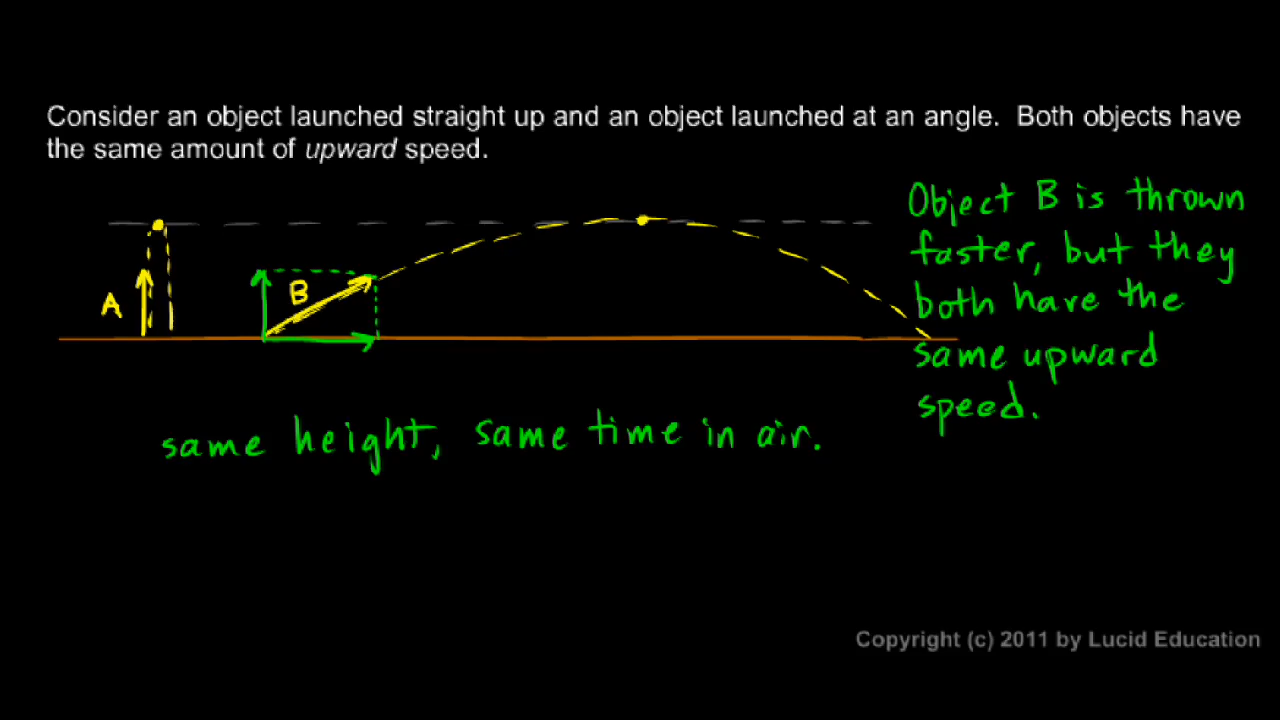 Consider an object launched straight up and an object launched at an angle. Both objects have
the same amount of upward speed.
Object B is thrown
faster, but they
both have the
same upward
speed.
A
B
same height, same time in air.
Copyright (c) 2011 by Lucid Education